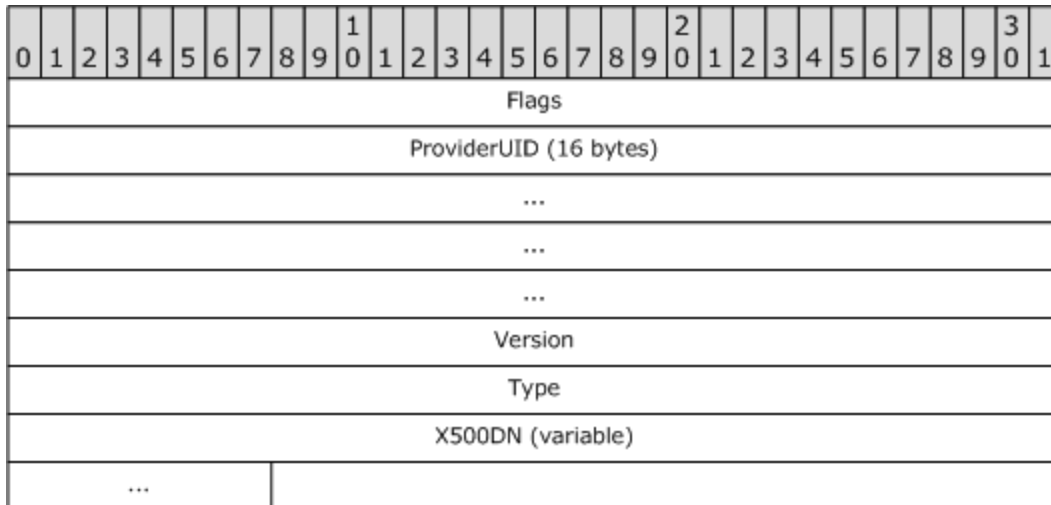 1 2 3
0 1 2 3 4 5 6 7 8 9 0 1 2 3 4 5 6 7 8 9 0 1 2 3 4 5 6 7 8 9 0 1
Flags
ProviderUID (16 bytes)
...
...
...
Version
Type
X500DN (variable)
...